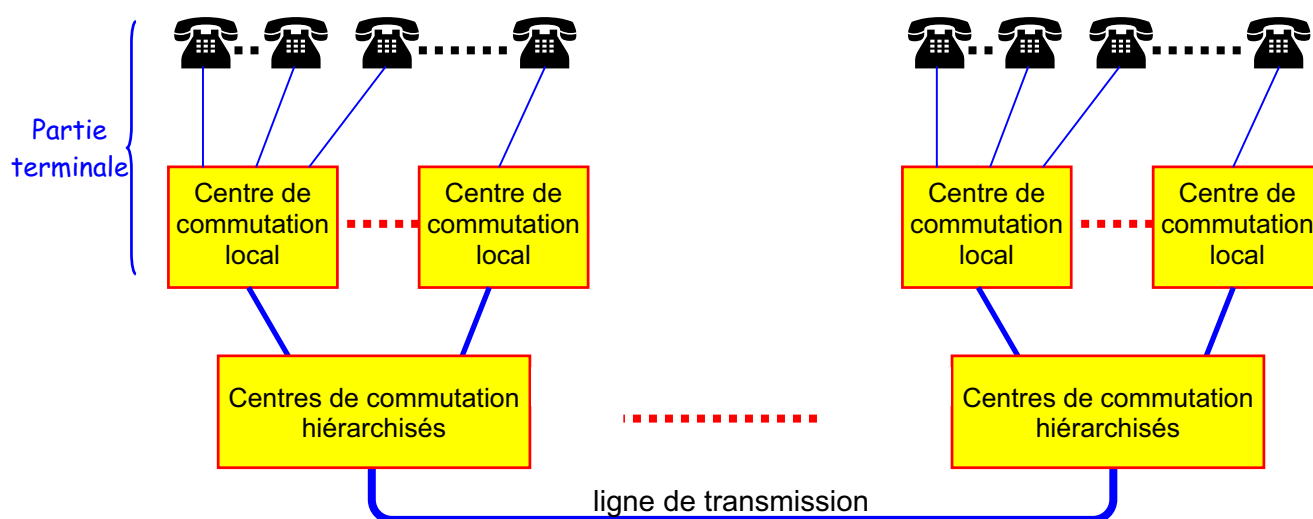 Partie
terminale
Centre de
commutation
local
Centre de
commutation
local
Centre de
commutation
local
Centre de
commutation
local
Centres de commutation
hiérarchisés
Centres de commutation
hiérarchisés
ligne de transmission